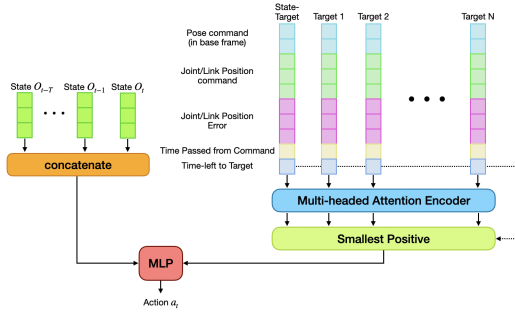 State-
Target
Target 1
Target 2
Target N
Pose command
(in base frame)
Joint/Link Position
command
Joint/Link Position
Error
Time Passed from Command
Time-left to Target
State O_{t−T}
State O_{t−1}
State O_t
concatenate
Multi-headed Attention Encoder
Smallest Positive
MLP
Action a_t